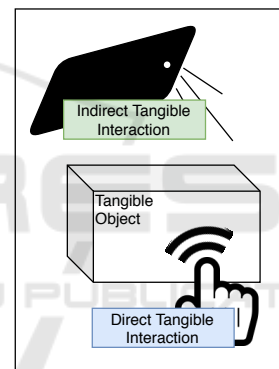 Indirect Tangible
Interaction
Tangible
Object
Direct Tangible
Interaction